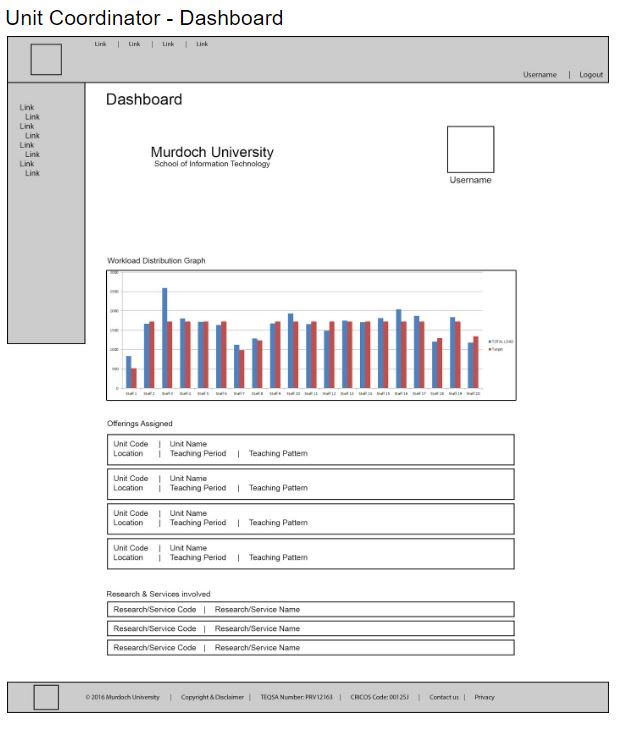 Unit Coordinator - Dashboard
Link | Link | Link | Link
Username | Logout
Link
Link
Link
Link
Link
Link
Link
Link
Dashboard
Murdoch University
School of Information Technology
Username
Workload Distribution Graph
3000
2500
2000
1500
1000
500
0
Staff 1 Staff 2 Staff 3 Staff 4 Staff 5 Staff 6 Staff 7 Staff 8 Staff 9 Staff 10 Staff 11 Staff 12 Staff 13 Staff 14 Staff 15 Staff 16 Staff 17 Staff 18 Staff 19 Staff 20
TOTAL LOAD
Target
Offerings Assigned
Unit Code | Unit Name
Location | Teaching Period | Teaching Pattern
Unit Code | Unit Name
Location | Teaching Period | Teaching Pattern
Unit Code | Unit Name
Location | Teaching Period | Teaching Pattern
Unit Code | Unit Name
Location | Teaching Period | Teaching Pattern
Research & Services involved
Research/Service Code | Research/Service Name
Research/Service Code | Research/Service Name
Research/Service Code | Research/Service Name
© 2016 Murdoch University | Copyright & Disclaimer | TEQSA Number: PRV12163 | CRICOS Code: 00125J | Contact us | Privacy